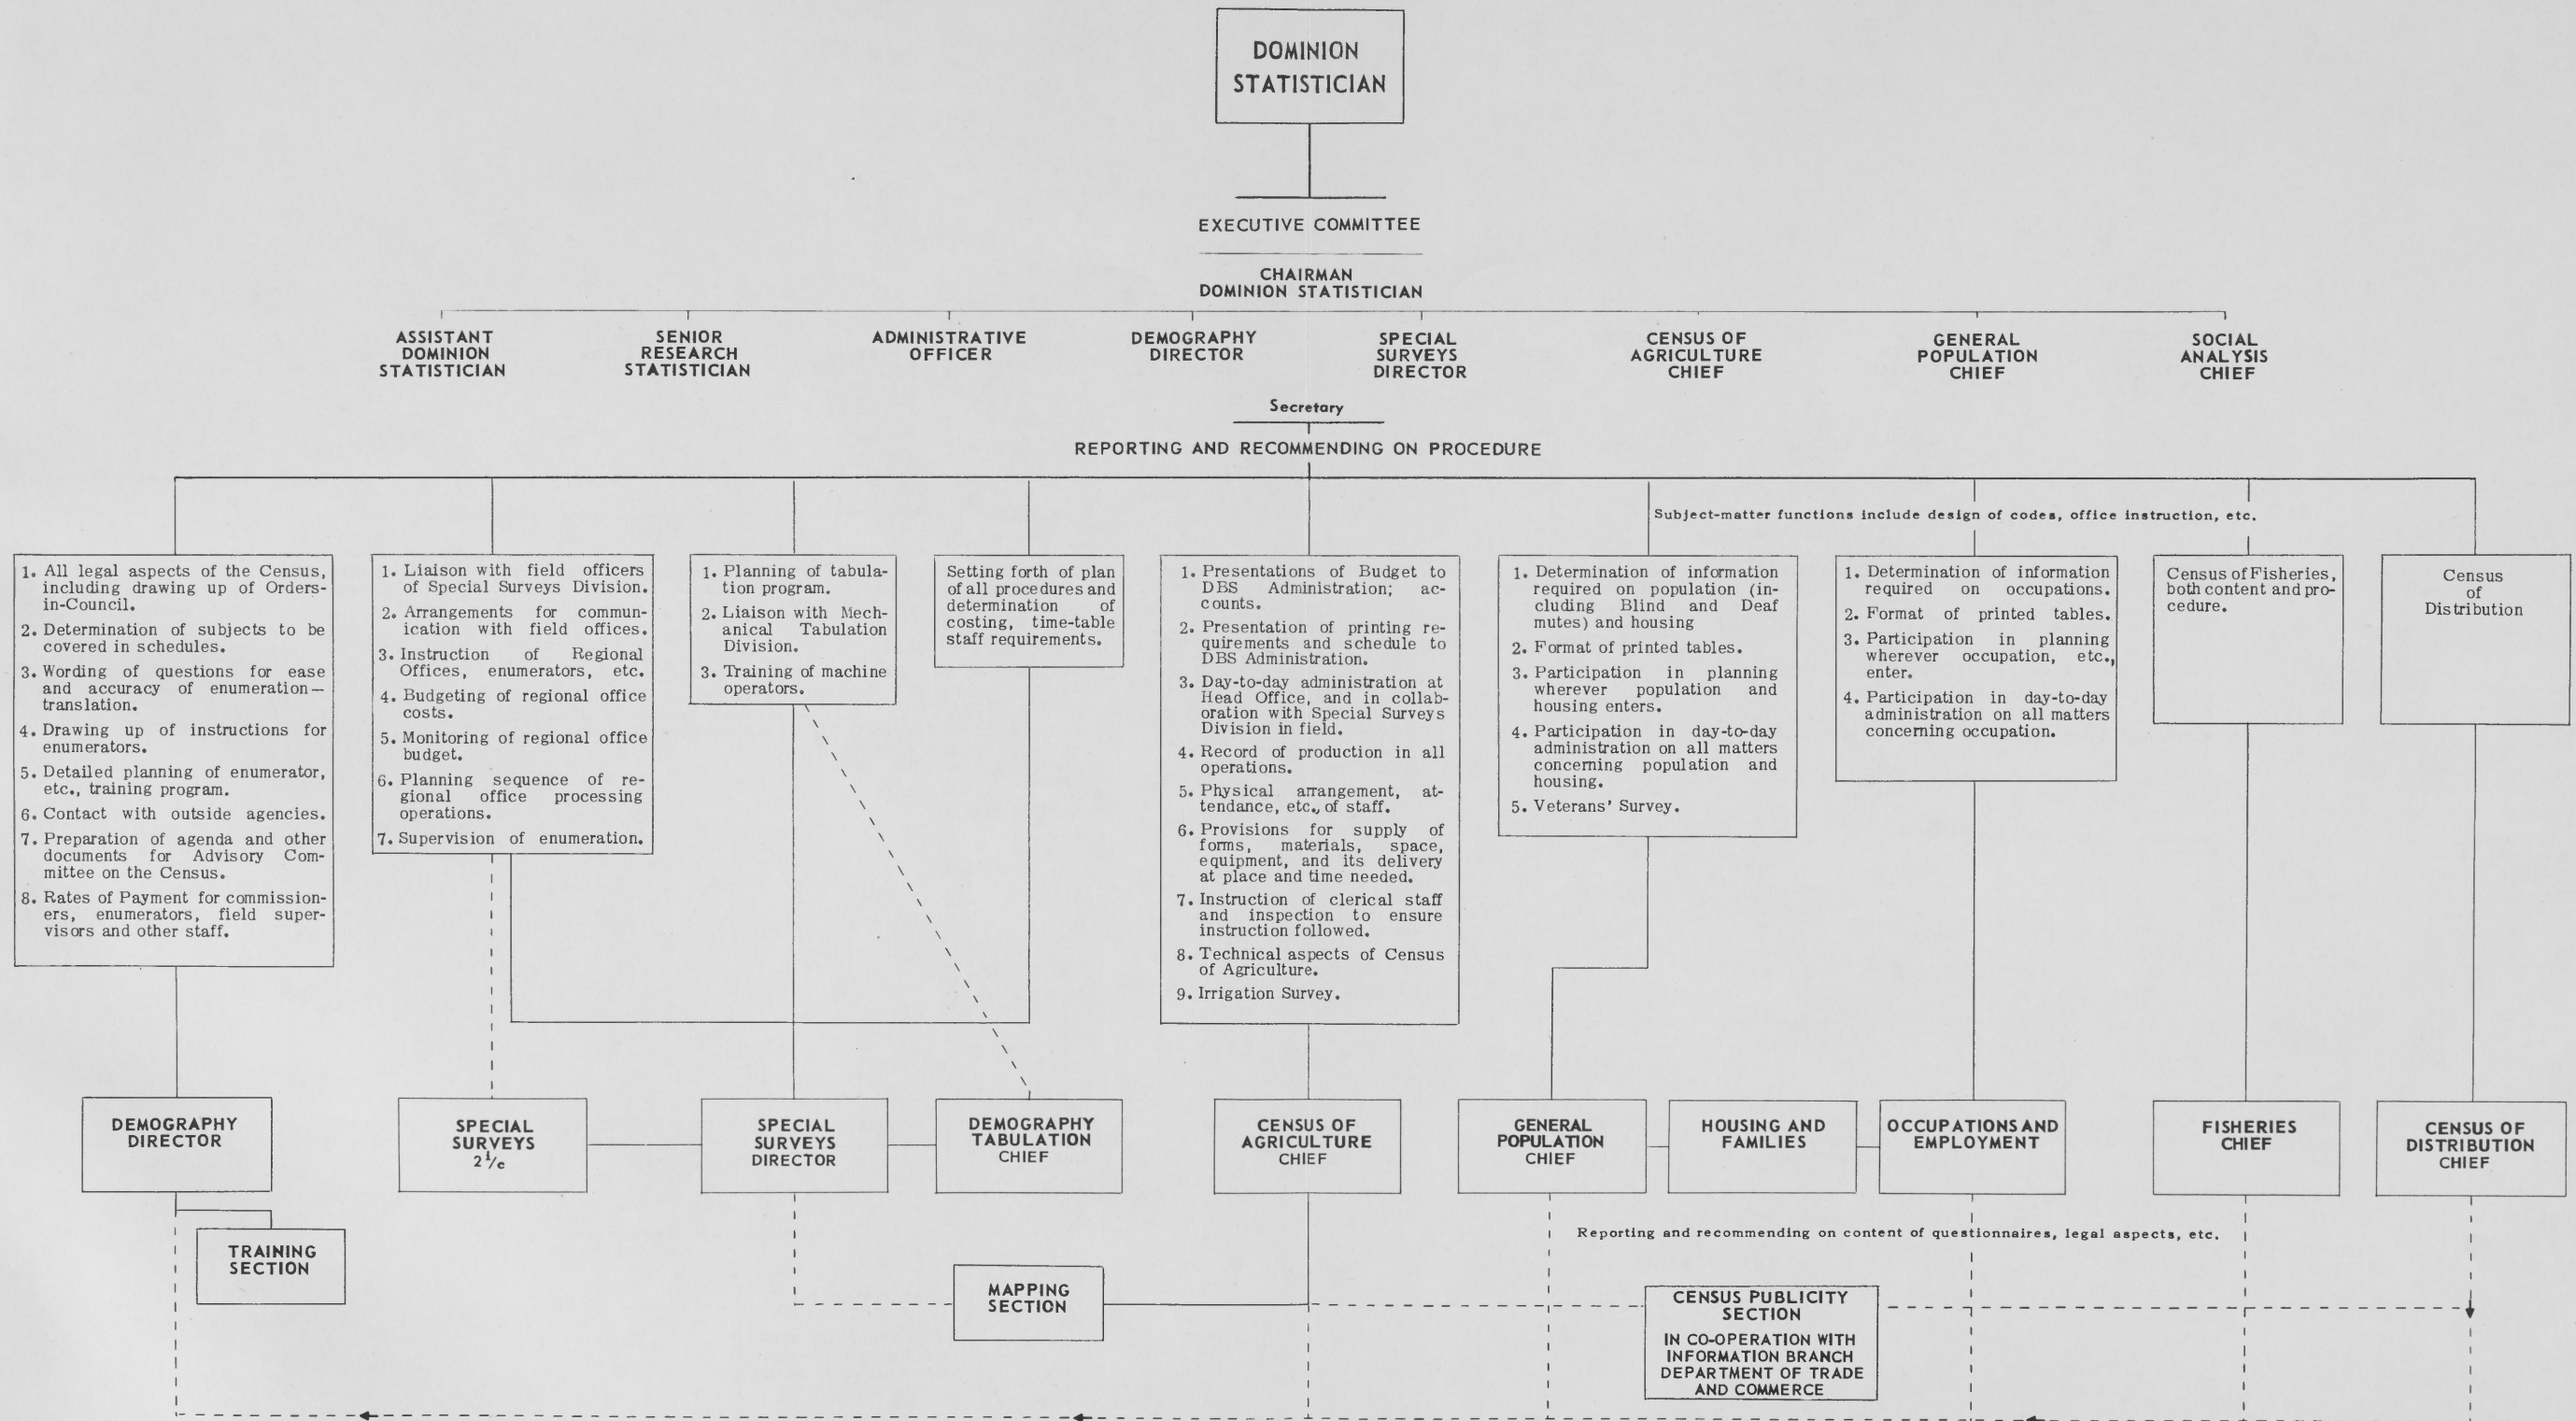 DOMINION
STATISTICIAN
EXECUTIVE COMMITTEE
CHAIRMAN
DOMINION STATISTICIAN
ASSISTANT
DOMINION
STATISTICIAN
SENIOR
RESEARCH
STATISTICIAN
ADMINISTRATIVE
OFFICER
DEMOGRAPHY
DIRECTOR
SPECIAL
SURVEYS
DIRECTOR
CENSUS OF
AGRICULTURE
CHIEF
GENERAL
POPULATION
CHIEF
SOCIAL
ANALYSIS
CHIEF
Secretary
REPORTING AND RECOMMENDING ON PROCEDURE
Subject-matter functions include design of codes, office instruction, etc.
1. All legal aspects of the Census,
including drawing up of Orders-
in-Council.
2. Determination of subjects to be
covered in schedules.
3. Wording of questions for ease
and accuracy of enumeration—
translation.
4. Drawing up of instructions for
enumerators.
5. Detailed planning of enumerator,
etc., training program.
6. Contact with outside agencies.
7. Preparation of agenda and other
documents for Advisory Com-
mittee on the Census.
8. Rates of Payment for commission-
ers, enumerators, field super-
visors and other staff.
1. Liaison with field officers
of Special Surveys Division.
2. Arrangements for commun-
ication with field offices.
3. Instruction of Regional
Offices, enumerators, etc.
4. Budgeting of regional office
costs.
5. Monitoring of regional office
budget.
6. Planning sequence of re-
gional office processing
operations.
7. Supervision of enumeration.
1. Planning of tabula-
tion program.
2. Liaison with Mech-
anical Tabulation
Division.
3. Training of machine
operators.
Setting forth of plan
of all procedures and
determination of
costing, time-table
staff requirements.
1. Presentations of Budget to
DBS Administration; ac-
counts.
2. Presentation of printing re-
quirements and schedule to
DBS Administration.
3. Day-to-day administration at
Head Office, and in collab-
oration with Special Surveys
Division in field.
4. Record of production in all
operations.
5. Physical arrangement, at-
tendance, etc., of staff.
6. Provisions for supply of
forms, materials, space,
equipment, and its delivery
at place and time needed.
7. Instruction of clerical staff
and inspection to ensure
instruction followed.
8. Technical aspects of Census
of Agriculture.
9. Irrigation Survey.
1. Determination of information
required on population (in-
cluding Blind and Deaf
mutes) and housing
2. Format of printed tables.
3. Participation in planning
wherever population and
housing enters.
4. Participation in day-to-day
administration on all matters
concerning population and
housing.
5. Veterans' Survey.
1. Determination of information
required on occupations.
2. Format of printed tables.
3. Participation in planning
wherever occupation, etc.,
enter.
4. Participation in day-to-day
administration on all matters
concerning occupation.
Census of Fisheries,
both content and pro-
cedure.
Census
of
Distribution
DEMOGRAPHY
DIRECTOR
SPECIAL
SURVEYS
2 i/c
SPECIAL
SURVEYS
DIRECTOR
DEMOGRAPHY
TABULATION
CHIEF
CENSUS OF
AGRICULTURE
CHIEF
GENERAL
POPULATION
CHIEF
HOUSING AND
FAMILIES
OCCUPATIONS AND
EMPLOYMENT
FISHERIES
CHIEF
CENSUS OF
DISTRIBUTION
CHIEF
Reporting and recommending on content of questionnaires, legal aspects, etc.
TRAINING
SECTION
MAPPING
SECTION
CENSUS PUBLICITY
SECTION
IN CO-OPERATION WITH
INFORMATION BRANCH
DEPARTMENT OF TRADE
AND COMMERCE